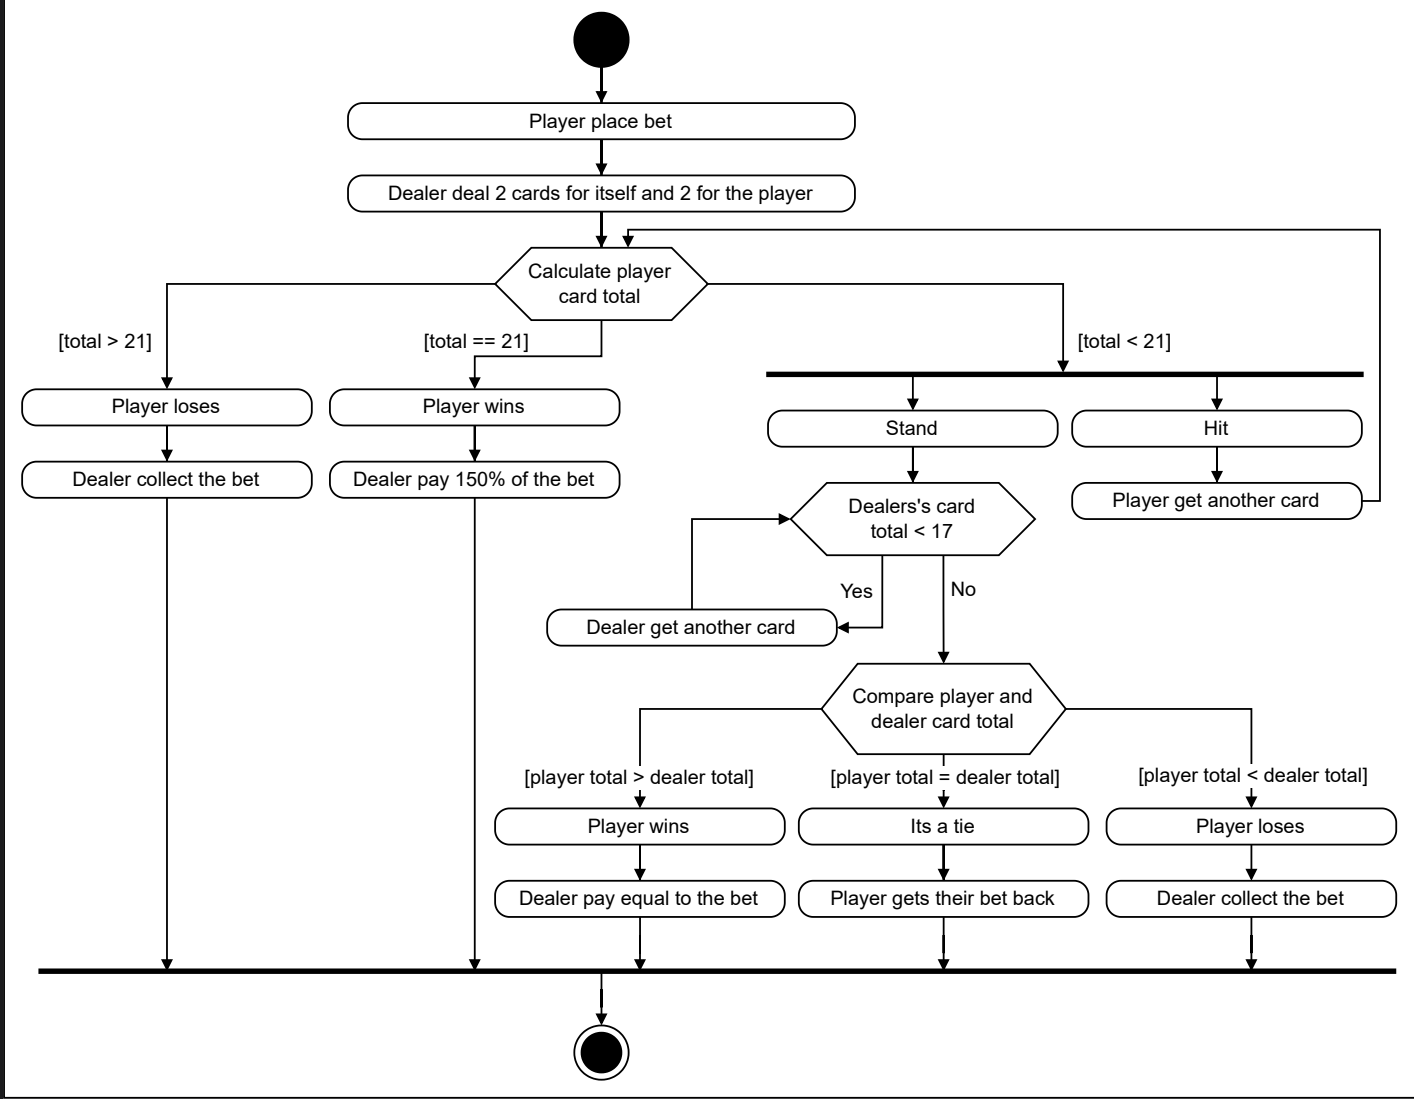 Player place bet
Dealer deal 2 cards for itself and 2 for the player
Calculate player
card total
[total > 21]
[total == 21]
[total < 21]
Player loses
Player wins
Stand
Hit
Dealer collect the bet
Dealer pay 150% of the bet
Dealers's card
total < 17
Player get another card
Yes
No
Dealer get another card
Compare player and
dealer card total
[player total > dealer total]
[player total = dealer total]
[player total < dealer total]
Player wins
Its a tie
Player loses
Dealer pay equal to the bet
Player gets their bet back
Dealer collect the bet